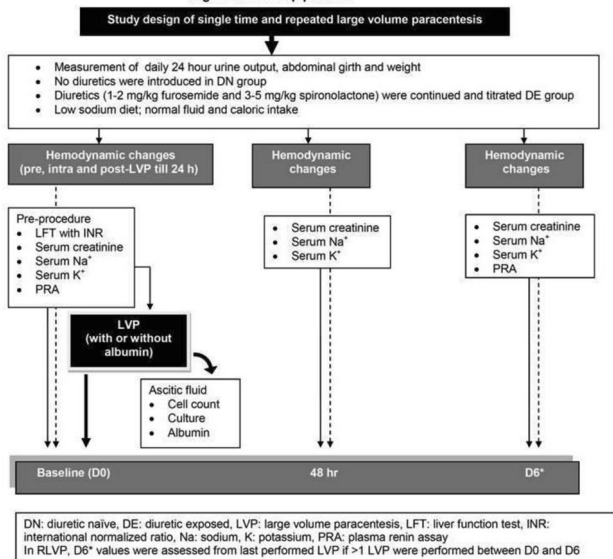 Study design of single time and repeated large volume paracentesis
• Measurement of daily 24 hour urine output, abdominal girth and weight
• No diuretics were introduced in DN group
• Diuretics (1-2 mg/kg furosemide and 3-5 mg/kg spironolactone) were continued and titrated DE group
• Low sodium diet; normal fluid and caloric intake
Hemodynamic changes
(pre, intra and post-LVP till 24 h)
Hemodynamic
changes
Hemodynamic
changes
Pre-procedure
• LFT with INR
• Serum creatinine
• Serum Na⁺
• Serum K⁺
• PRA
• Serum creatinine
• Serum Na⁺
• Serum K⁺
• Serum creatinine
• Serum Na⁺
• Serum K⁺
• PRA
LVP
(with or without
albumin)
Ascitic fluid
• Cell count
• Culture
• Albumin
Baseline (D0)
48 hr
D6*
DN: diuretic naïve, DE: diuretic exposed, LVP: large volume paracentesis, LFT: liver function test, INR:
international normalized ratio, Na: sodium, K: potassium, PRA: plasma renin assay
In RLVP, D6* values were assessed from last performed LVP if >1 LVP were performed between D0 and D6